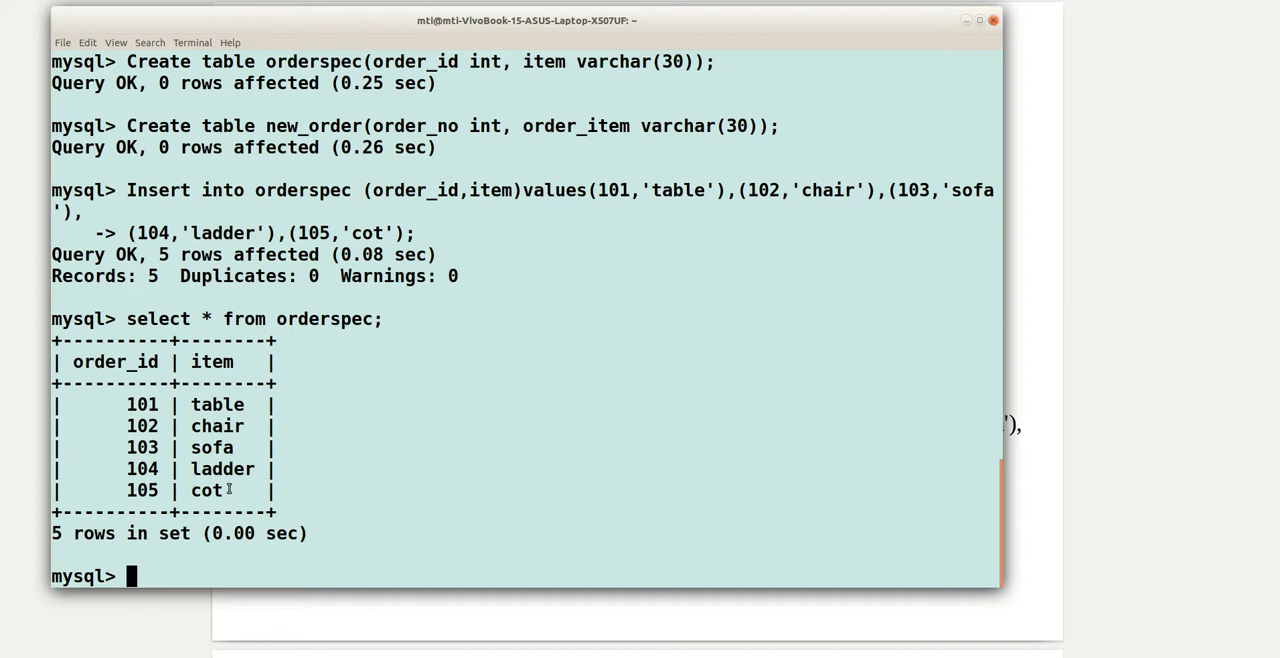 mti@mti-VivoBook-15-ASUS-Laptop-X507UF: ~
File Edit View Search Terminal Help
mysql> Create table orderspec(order_id int, item varchar(30));
Query OK, 0 rows affected (0.25 sec)
mysql> Create table new_order(order_no int, order_item varchar(30));
Query OK, 0 rows affected (0.26 sec)
mysql> Insert into orderspec (order_id,item)values(101,'table'),(102,'chair'),(103,'sofa
'),
    -> (104,'ladder'),(105,'cot');
Query OK, 5 rows affected (0.08 sec)
Records: 5  Duplicates: 0  Warnings: 0
mysql> select * from orderspec;
+----------+--------+
| order_id | item   |
+----------+--------+
|      101 | table  |
|      102 | chair  |
|      103 | sofa   |
|      104 | ladder |
|      105 | cot    |
+----------+--------+
5 rows in set (0.00 sec)
mysql>
'),